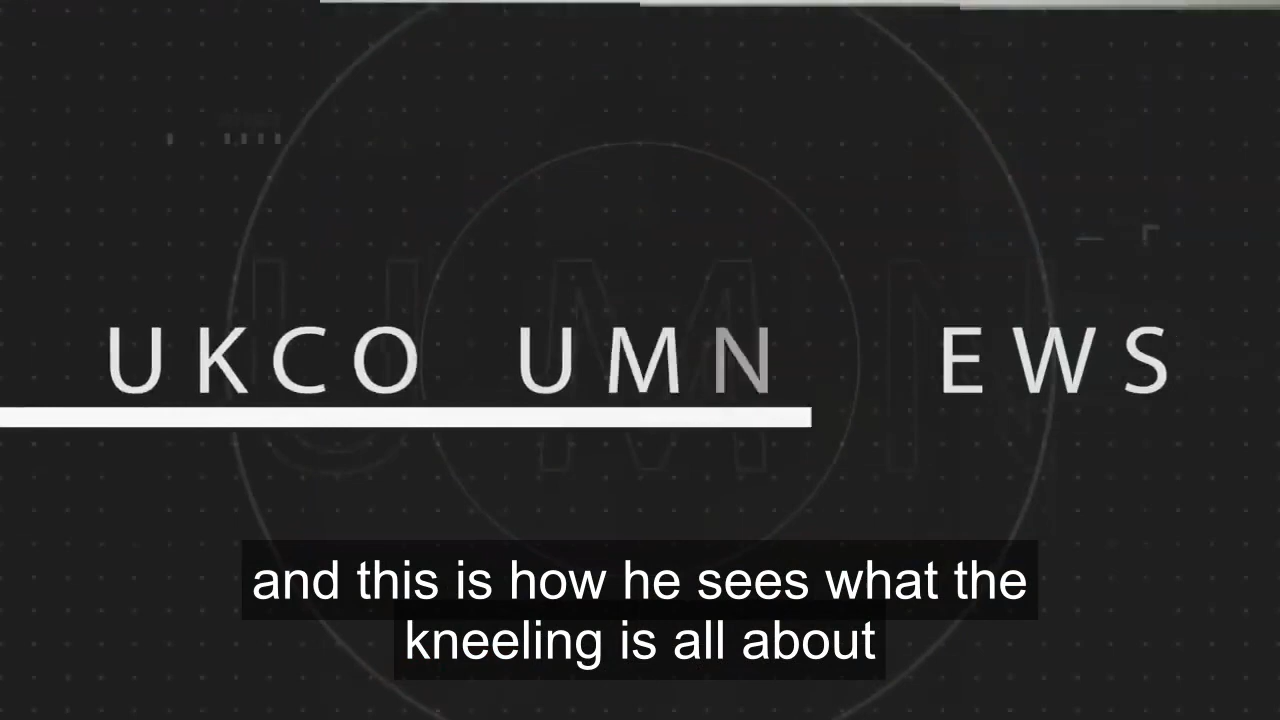 UKCO UMN EWS
and this is how he sees what the
kneeling is all about